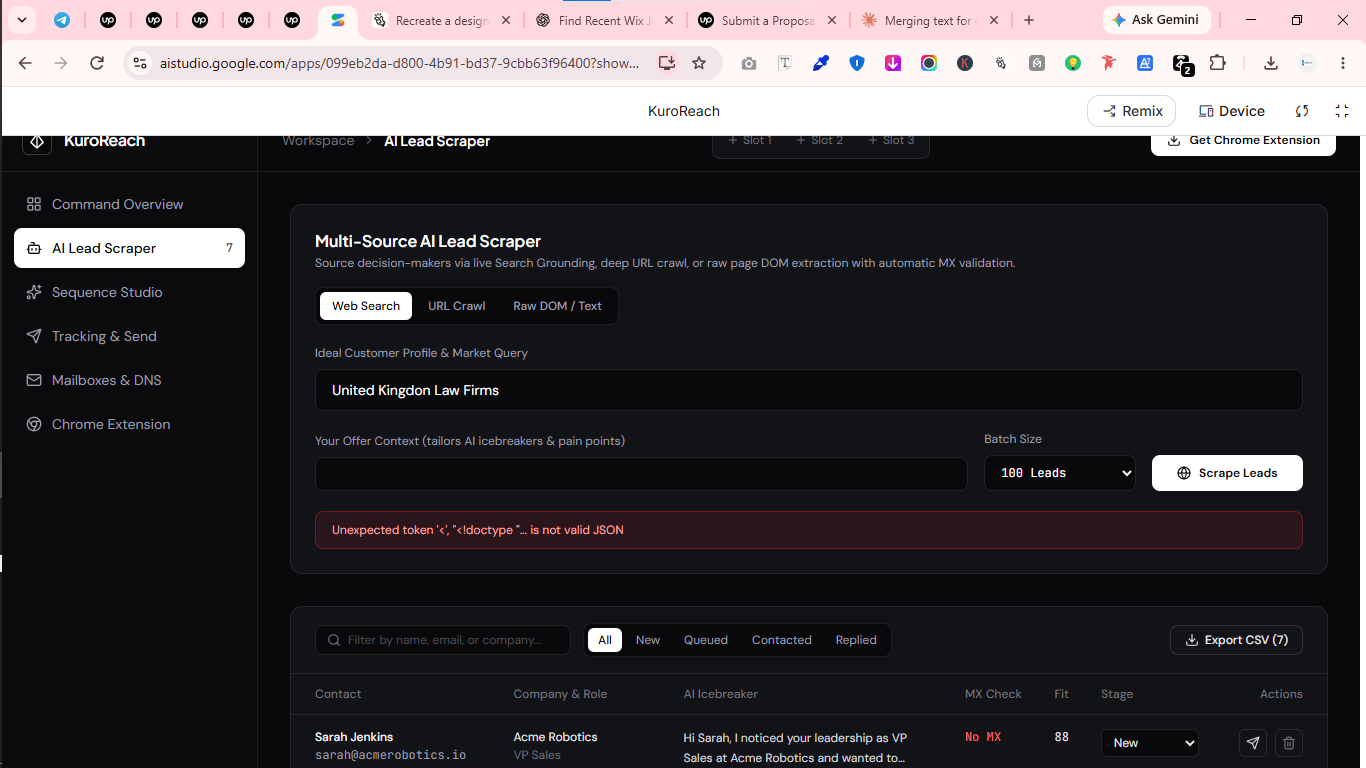 Recreate a design
Find Recent Wix J
Submit a Proposa
Merging text for c
Ask Gemini
aistudio.google.com/apps/099eb2da-d800-4b91-bd37-9cbb63f96400?show...
2
KuroReach
Remix
Device
KuroReach
Workspace > AI Lead Scraper
+ Slot 1 + Slot 2 + Slot 3
Get Chrome Extension
Command Overview
AI Lead Scraper 7
Sequence Studio
Tracking & Send
Mailboxes & DNS
Chrome Extension
Multi-Source AI Lead Scraper
Source decision-makers via live Search Grounding, deep URL crawl, or raw page DOM extraction with automatic MX validation.
Web Search URL Crawl Raw DOM / Text
Ideal Customer Profile & Market Query
United Kingdon Law Firms
Your Offer Context (tailors AI icebreakers & pain points)
Batch Size
100 Leads
Scrape Leads
Unexpected token '<', "<!doctype "... is not valid JSON
Filter by name, email, or company...
All New Queued Contacted Replied
Export CSV (7)
Contact Company & Role AI Icebreaker MX Check Fit Stage Actions
Sarah Jenkins Acme Robotics Hi Sarah, I noticed your leadership as VP No MX 88 New
sarah@acmerobotics.io VP Sales Sales at Acme Robotics and wanted to...